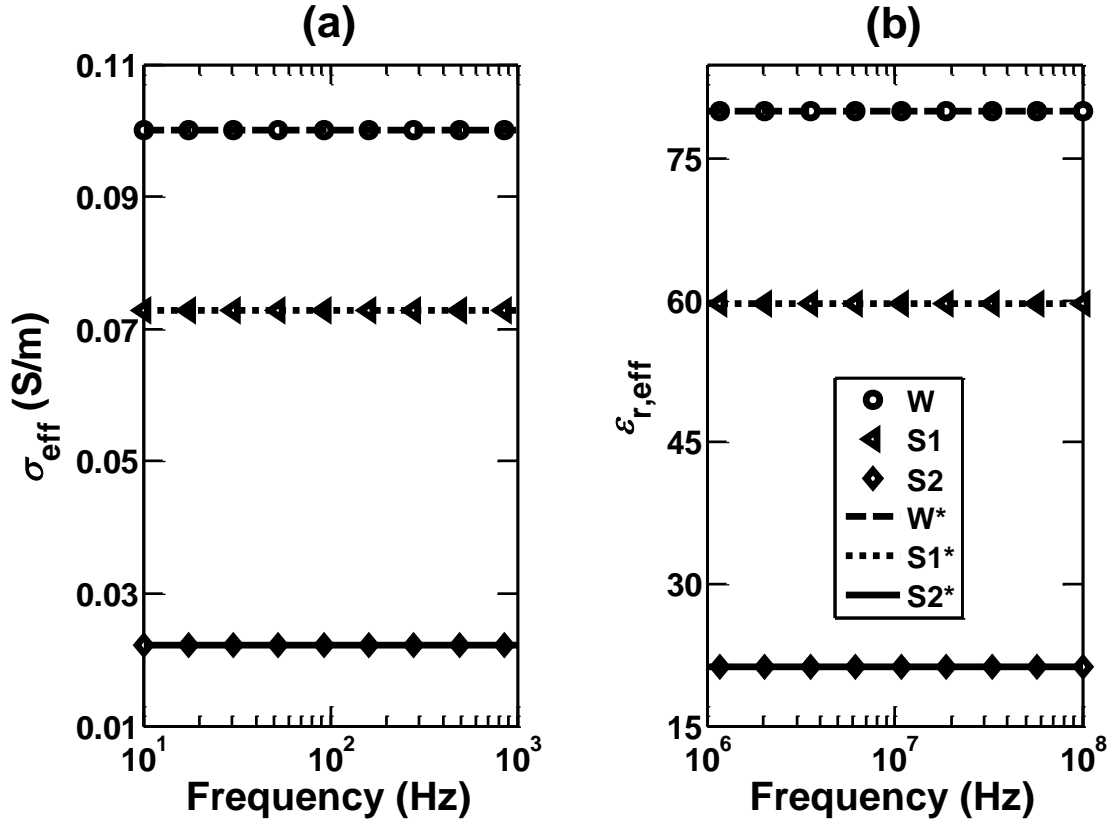 (a)
0.11
0.09
0.07
0.05
0.03
0.01
σeff (S/m)
10^1
10^2
10^3
Frequency (Hz)
(b)
75
60
45
30
15
εr,eff
W
S1
S2
W*
S1*
S2*
10^6
10^7
10^8
Frequency (Hz)